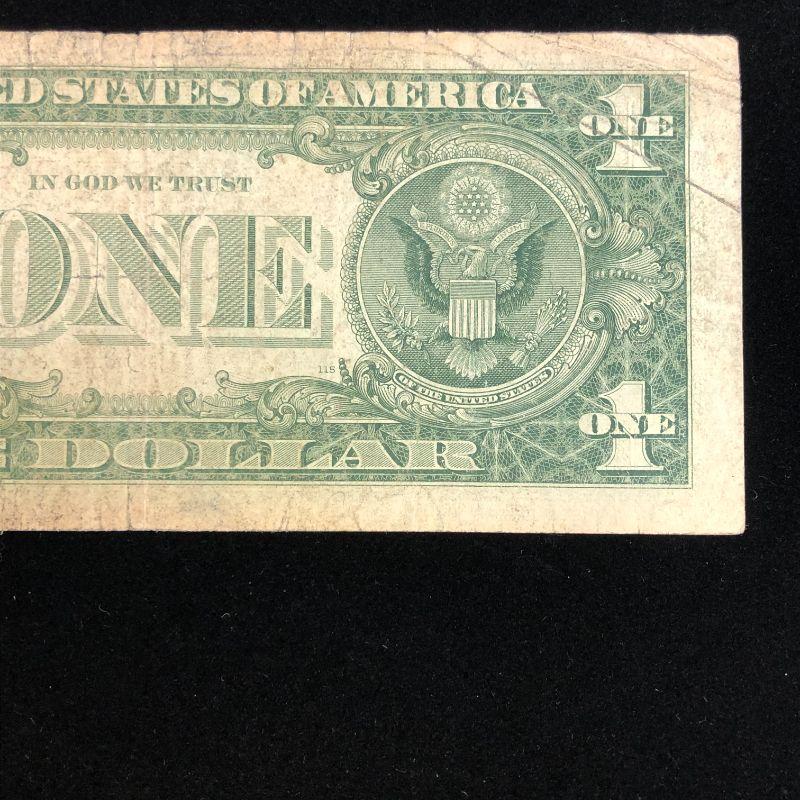 ED STATES OF AMERICA
ONE
1
IN GOD WE TRUST
ONE
118
OF THE UNITED STATES
ONE
1
E DOLLAR